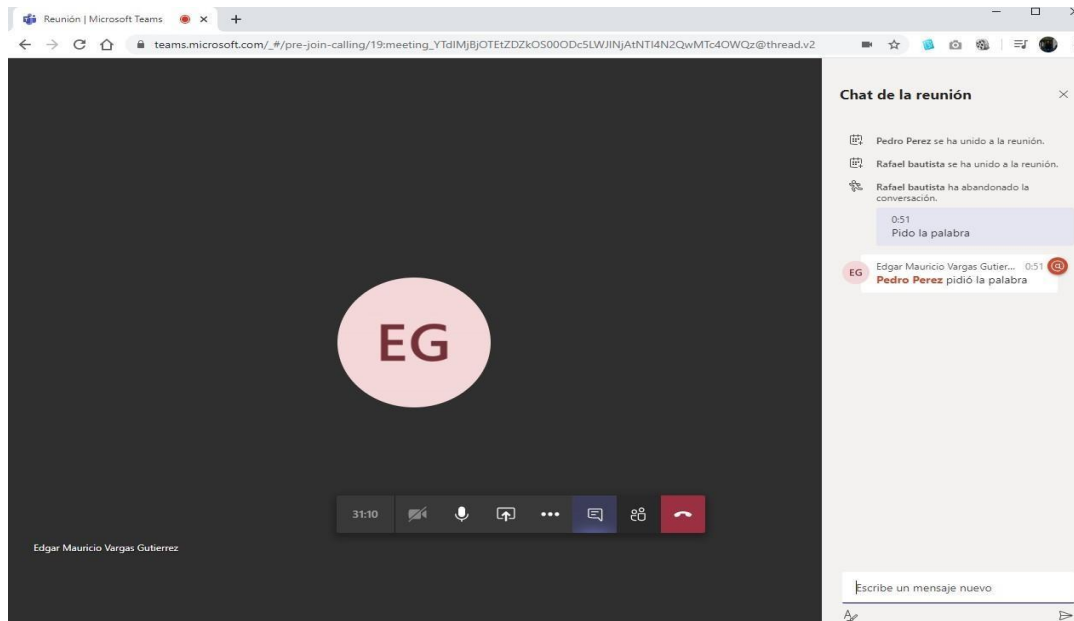 Reunión | Microsoft Teams
teams.microsoft.com/_#/pre-join-calling/19:meeting_YTdIMjBjOTEtZDZkOS00ODc5LWJINjAtNTI4N2QwMTc4OWQz@thread.v2
Chat de la reunión
Pedro Perez se ha unido a la reunión.
Rafael bautista se ha unido a la reunión.
Rafael bautista ha abandonado la
conversación.
0:51
Pido la palabra
EG
Edgar Mauricio Vargas Gutier... 0:51 @
Pedro Perez pidió la palabra
EG
31:10
Edgar Mauricio Vargas Gutierrez
Escribe un mensaje nuevo